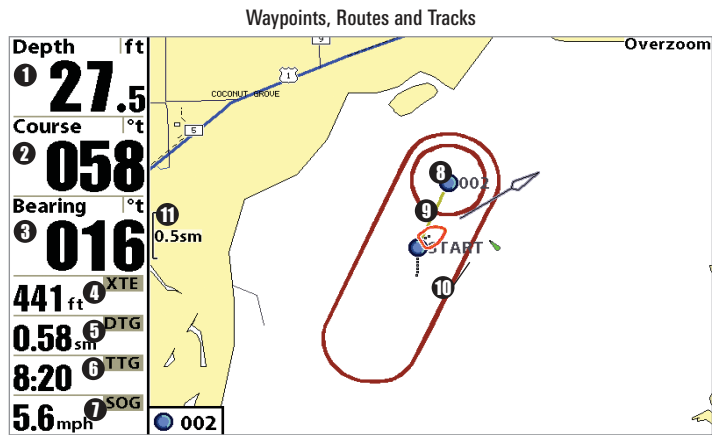 Waypoints, Routes and Tracks
Depth ft
1 27.5
Course °t
2 058
Bearing °t
3 016
441 ft 4 XTE
0.58 sm 5 DTG
8:20 6 TTG
5.6 mph 7 SOG
Overzoom
9
1
COCONUT GROVE
5
8 002
9
START
10
11
0.5sm
002